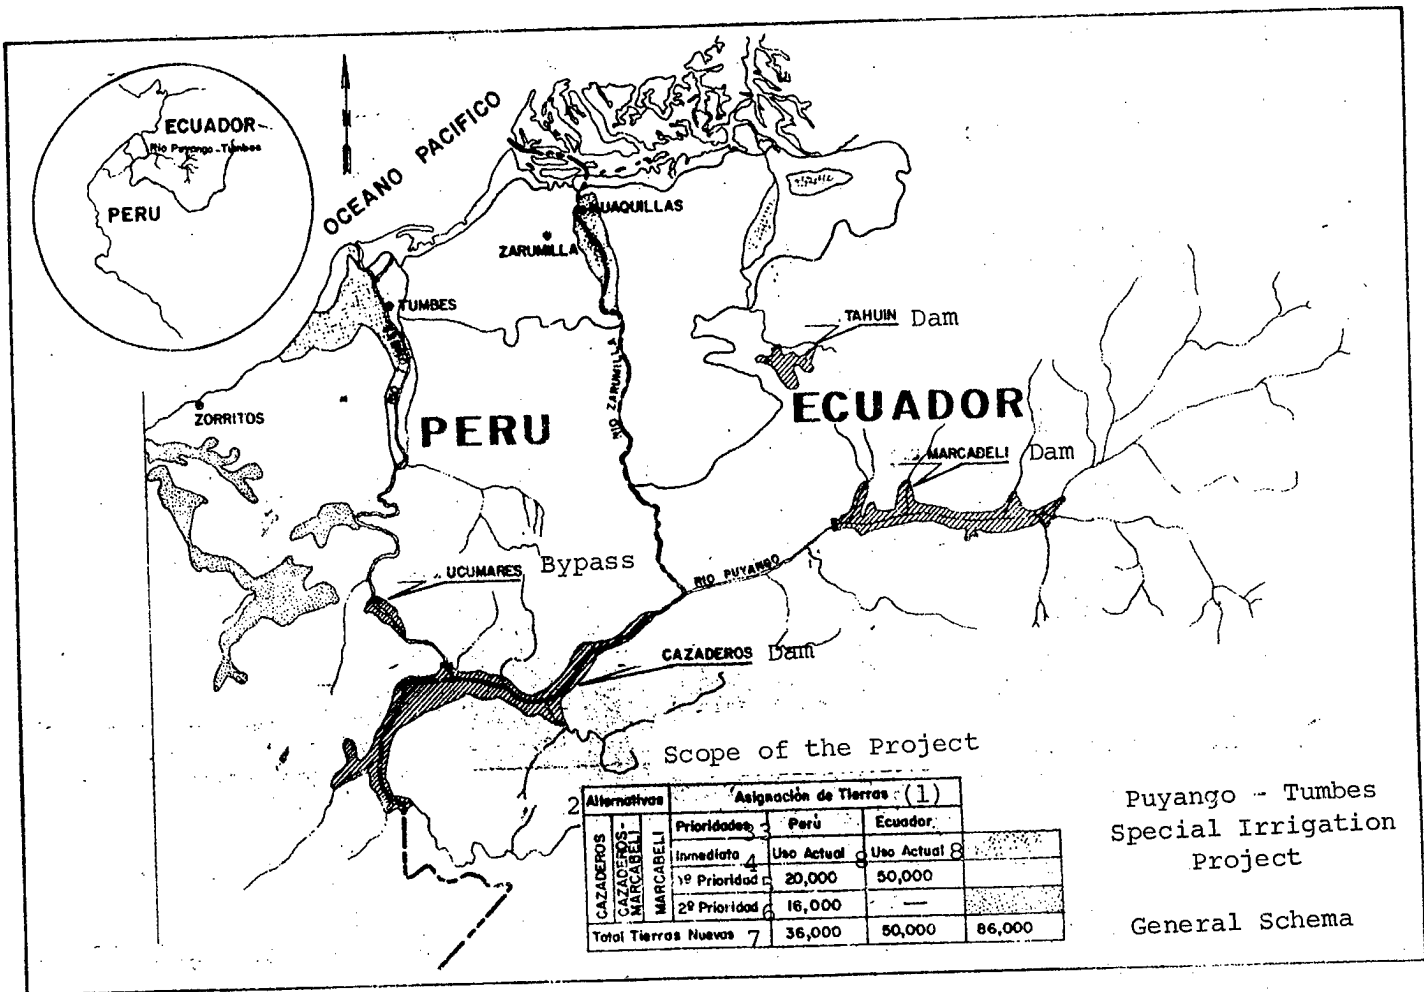 ECUADOR
Rio Puyango-Tumbes
PERU
OCEANO PACIFICO
HUAQUILLAS
ZARUMILLA
TUMBES
RIO
TAHUIN Dam
ZORRITOS
PERU
RIO ZARUMILLA
ECUADOR
MARCADELI Dam
UCUMARES Bypass
RIO PUYANGO
CAZADEROS Dam
Scope of the Project
2 Alternativas Asignación de Tierras (1)
CAZADEROS
CAZADEROS-
MARCABELI
MARCABELI
Prioridades 3 Perú Ecuador
Inmediata 4 Uso Actual 8 Uso Actual 8
1º Prioridad 5 20,000 50,000
2º Prioridad 6 16,000 —
Total Tierras Nuevas 7 36,000 50,000 86,000
Puyango - Tumbes
Special Irrigation
Project
General Schema